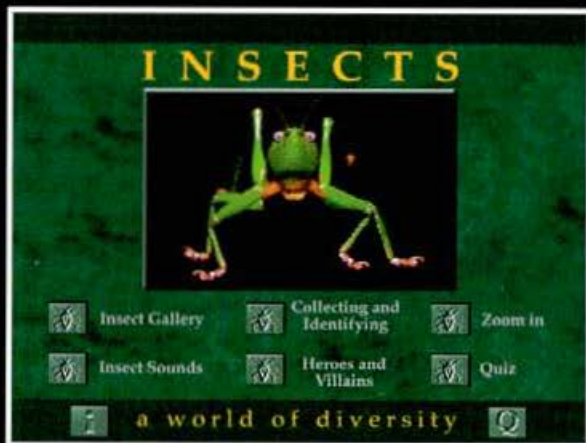 INSECTS
Insect Gallery
Collecting and
Identifying
Zoom in
Insect Sounds
Heroes and
Villains
Quiz
i a world of diversity Q